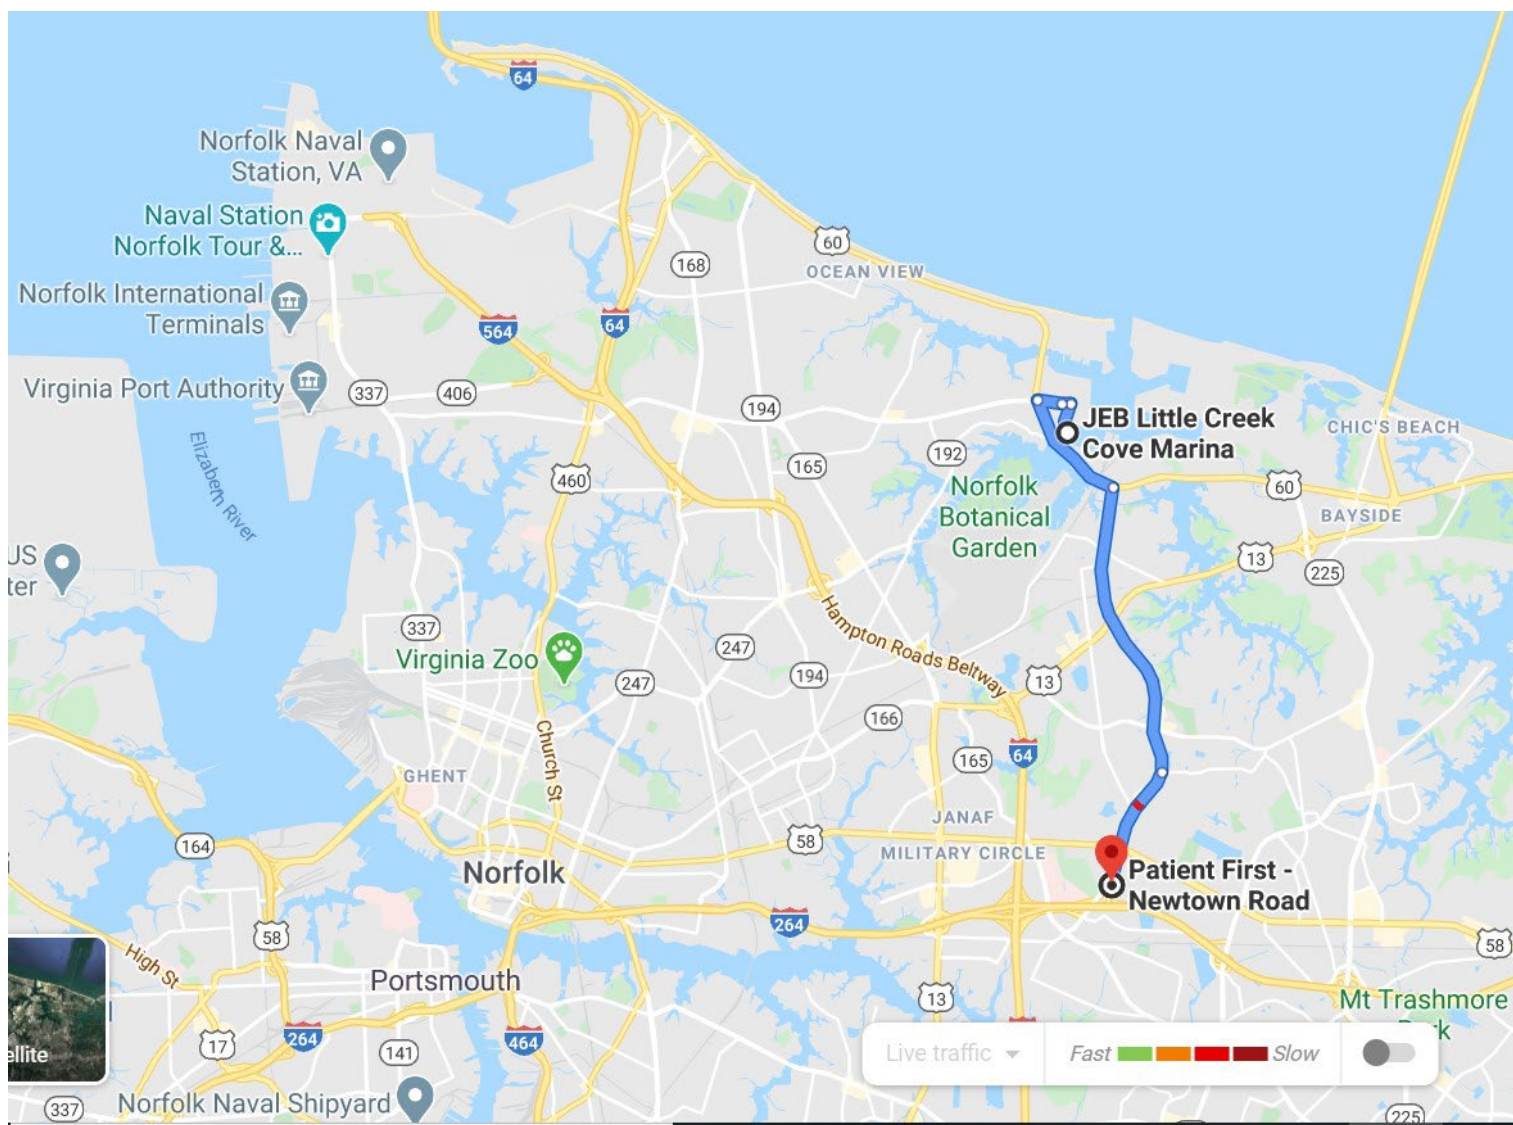 64
Norfolk Naval
Station, VA
Naval Station
Norfolk Tour &...
60
168
OCEAN VIEW
Norfolk International
Terminals
564
64
Virginia Port Authority
337
406
194
JEB Little Creek
Cove Marina
CHIC'S BEACH
Elizabeth River
460
165
192
Norfolk
Botanical
Garden
60
BAYSIDE
13
225
US
ter
337
Virginia Zoo
Hampton Roads Beltway
247
247
194
13
166
Church St
165
64
GHENT
JANAF
58
MILITARY CIRCLE
164
Norfolk
Patient First -
Newtown Road
264
58
58
High St
Portsmouth
13
Mt Trashmore
Park
ellite
17
264
141
464
Live traffic
Fast
Slow
337
Norfolk Naval Shipyard
225